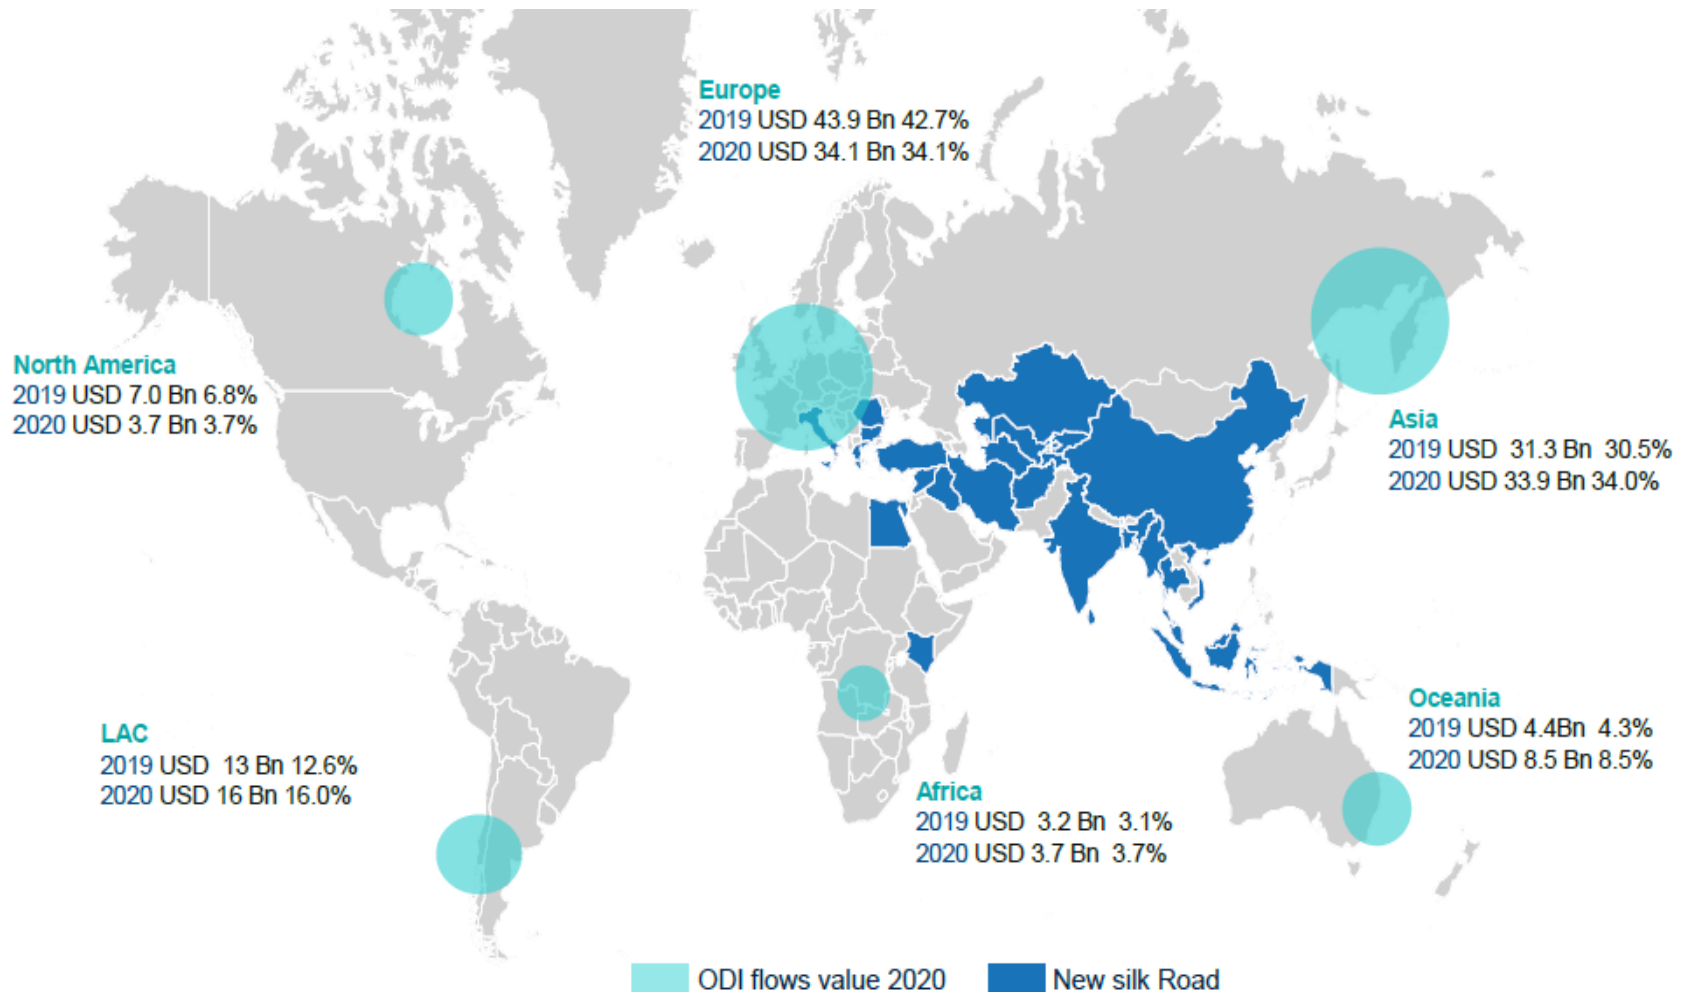 Europe
2019 USD 43.9 Bn 42.7%
2020 USD 34.1 Bn 34.1%
North America
2019 USD 7.0 Bn 6.8%
2020 USD 3.7 Bn 3.7%
Asia
2019 USD 31.3 Bn 30.5%
2020 USD 33.9 Bn 34.0%
LAC
2019 USD 13 Bn 12.6%
2020 USD 16 Bn 16.0%
Africa
2019 USD 3.2 Bn 3.1%
2020 USD 3.7 Bn 3.7%
Oceania
2019 USD 4.4Bn 4.3%
2020 USD 8.5 Bn 8.5%
ODI flows value 2020
New silk Road